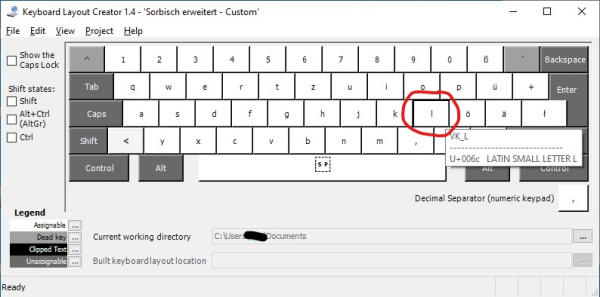 Keyboard Layout Creator 1.4 - 'Sorbisch erweitert - Custom'
File Edit View Project Help
Show the Caps Lock
Shift states:
Shift
Alt+Ctrl (AltGr)
Ctrl
^ 1 2 3 4 5 6 7 8 9 0 ß ´ Backspace
Tab q w e r t z u i o p ü + Enter
Caps a s d f g h j k l ö ä ł
Shift < y x c v b n m ,
Control Alt SP Alt Control
VK_L
------------------------------------
U+006c LATIN SMALL LETTER L
Decimal Separator (numeric keypad) ,
Legend
Assignable ...
Dead key ...
Clipped Text ...
Unassignable ...
Current working directory C:\Users\ \Documents ...
Built keyboard layout location ...
Ready